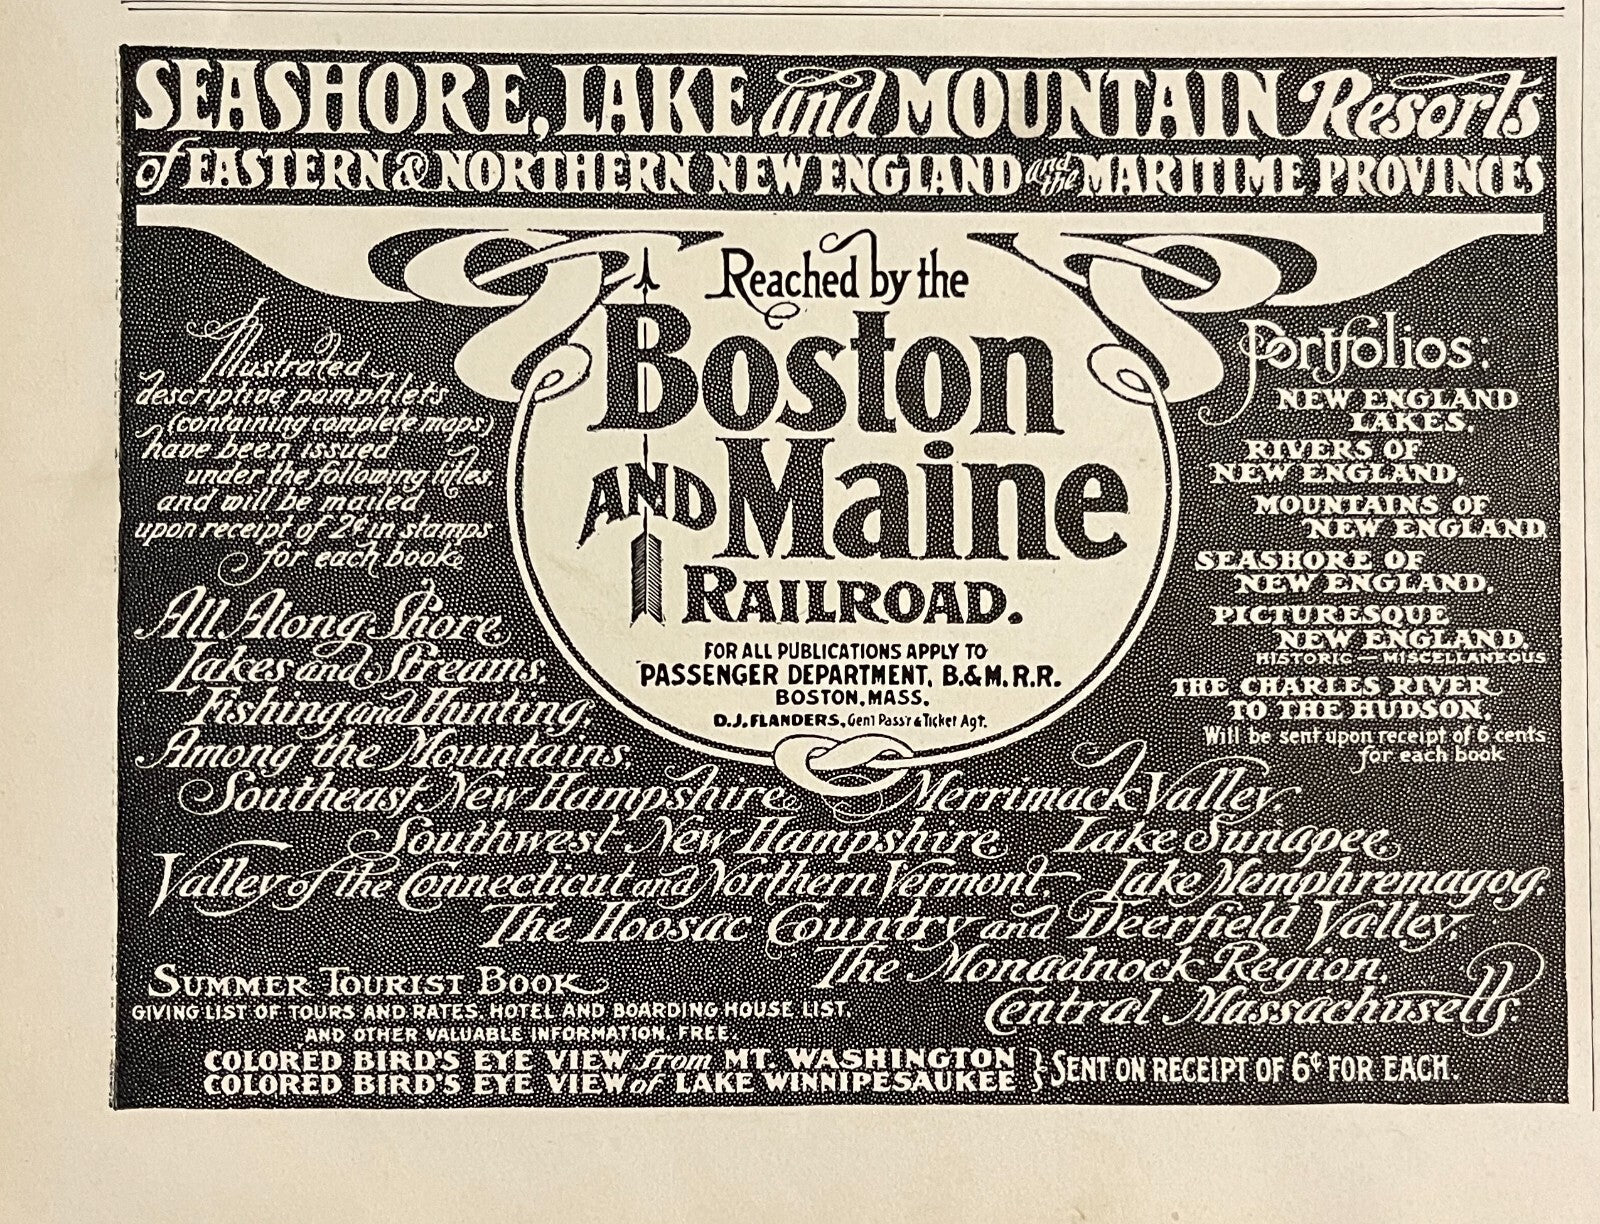 SEASHORE, LAKE and MOUNTAIN Resorts
of EASTERN & NORTHERN NEW ENGLAND and the MARITIME PROVINCES
Reached by the
Boston
AND Maine
RAILROAD.
FOR ALL PUBLICATIONS APPLY TO
PASSENGER DEPARTMENT, B.& M. R.R.
BOSTON, MASS.
D.J. FLANDERS, Gen'l Pass'r & Ticket Agt.
Illustrated
descriptive pamphlets
(containing complete maps)
have been issued
under the following titles,
and will be mailed
upon receipt of 2¢ in stamps
for each book.
All Along Shore,
Lakes and Streams,
Fishing and Hunting,
Among the Mountains,
Southeast New Hampshire,
Southwest New Hampshire,
Valley of the Connecticut and Northern Vermont,
The Hoosac Country and Deerfield Valley,
Merrimack Valley,
Lake Sunapee,
Lake Memphremagog,
The Monadnock Region,
Central Massachusetts.
Portfolios:
NEW ENGLAND
LAKES,
RIVERS OF
NEW ENGLAND,
MOUNTAINS OF
NEW ENGLAND
SEASHORE OF
NEW ENGLAND,
PICTURESQUE
NEW ENGLAND
HISTORIC — MISCELLANEOUS
THE CHARLES RIVER
TO THE HUDSON,
Will be sent upon receipt of 6 cents
for each book
SUMMER TOURIST BOOK
GIVING LIST OF TOURS AND RATES, HOTEL AND BOARDING HOUSE LIST,
AND OTHER VALUABLE INFORMATION, FREE.
COLORED BIRD'S EYE VIEW from MT. WASHINGTON
COLORED BIRD'S EYE VIEW of LAKE WINNIPESAUKEE
} SENT ON RECEIPT OF 6¢ FOR EACH.